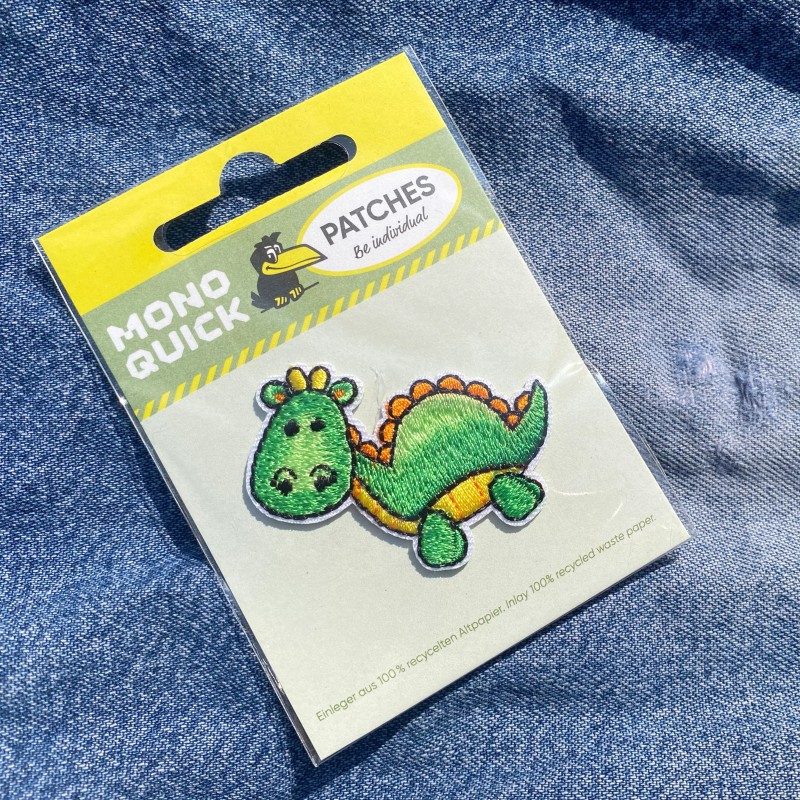 PATCHES
Be individual
MONO
QUICK
Einleger aus 100% recycelten Altpapier. Inlay 100% recycled waste paper.